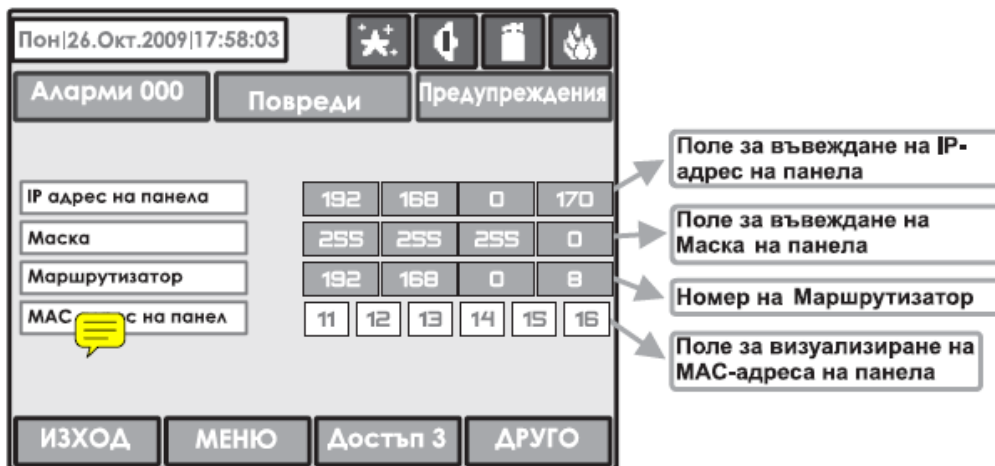 Пон|26.Окт.2009|17:58:03
Аларми 000 Повреди Предупреждения
IP адрес на панела 192 168 0 170
Маска 255 255 255 0
Маршрутизатор 192 168 0 8
MAC с на панел 11 12 13 14 15 16
ИЗХОД МЕНЮ Достъп 3 ДРУГО
Поле за въвеждане на IP-
адрес на панела
Поле за въвеждане на
Маска на панела
Номер на Маршрутизатор
Поле за визуализиране на
МАС-адреса на панела